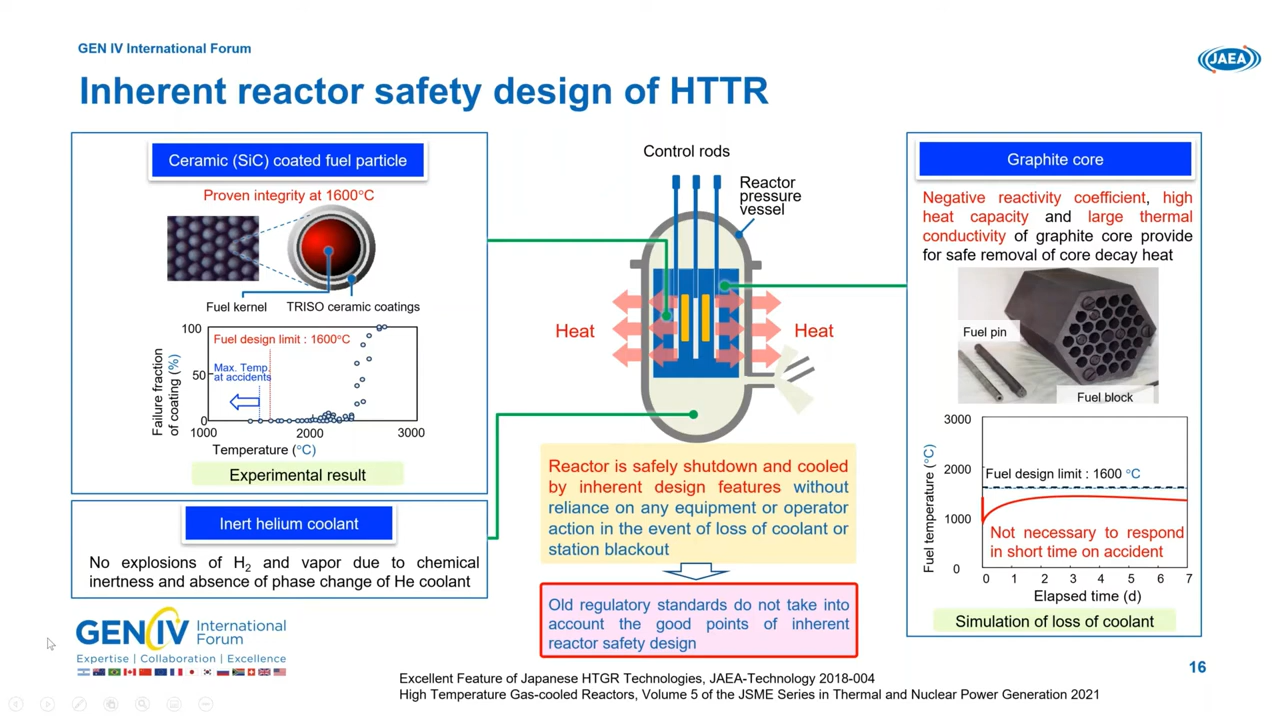 GEN IV International Forum
JAEA
Inherent reactor safety design of HTTR
Ceramic (SiC) coated fuel particle
Proven integrity at 1600°C
Fuel kernel
TRISO ceramic coatings
Failure fraction
of coating (%)
100
50
0
Fuel design limit : 1600°C
Max. Temp.
at accidents
1000
2000
3000
Temperature (°C)
Experimental result
Inert helium coolant
No explosions of H2 and vapor due to chemical
inertness and absence of phase change of He coolant
Control rods
Reactor
pressure
vessel
Heat
Heat
Reactor is safely shutdown and cooled
by inherent design features without
reliance on any equipment or operator
action in the event of loss of coolant or
station blackout
Old regulatory standards do not take into
account the good points of inherent
reactor safety design
Graphite core
Negative reactivity coefficient, high
heat capacity and large thermal
conductivity of graphite core provide
for safe removal of core decay heat
Fuel pin
Fuel block
Fuel temperature (°C)
3000
2000
1000
0
Fuel design limit : 1600 °C
Not necessary to respond
in short time on accident
0 1 2 3 4 5 6 7
Elapsed time (d)
Simulation of loss of coolant
GEN IV International
Forum
Expertise | Collaboration | Excellence
16
Excellent Feature of Japanese HTGR Technologies, JAEA-Technology 2018-004
High Temperature Gas-cooled Reactors, Volume 5 of the JSME Series in Thermal and Nuclear Power Generation 2021